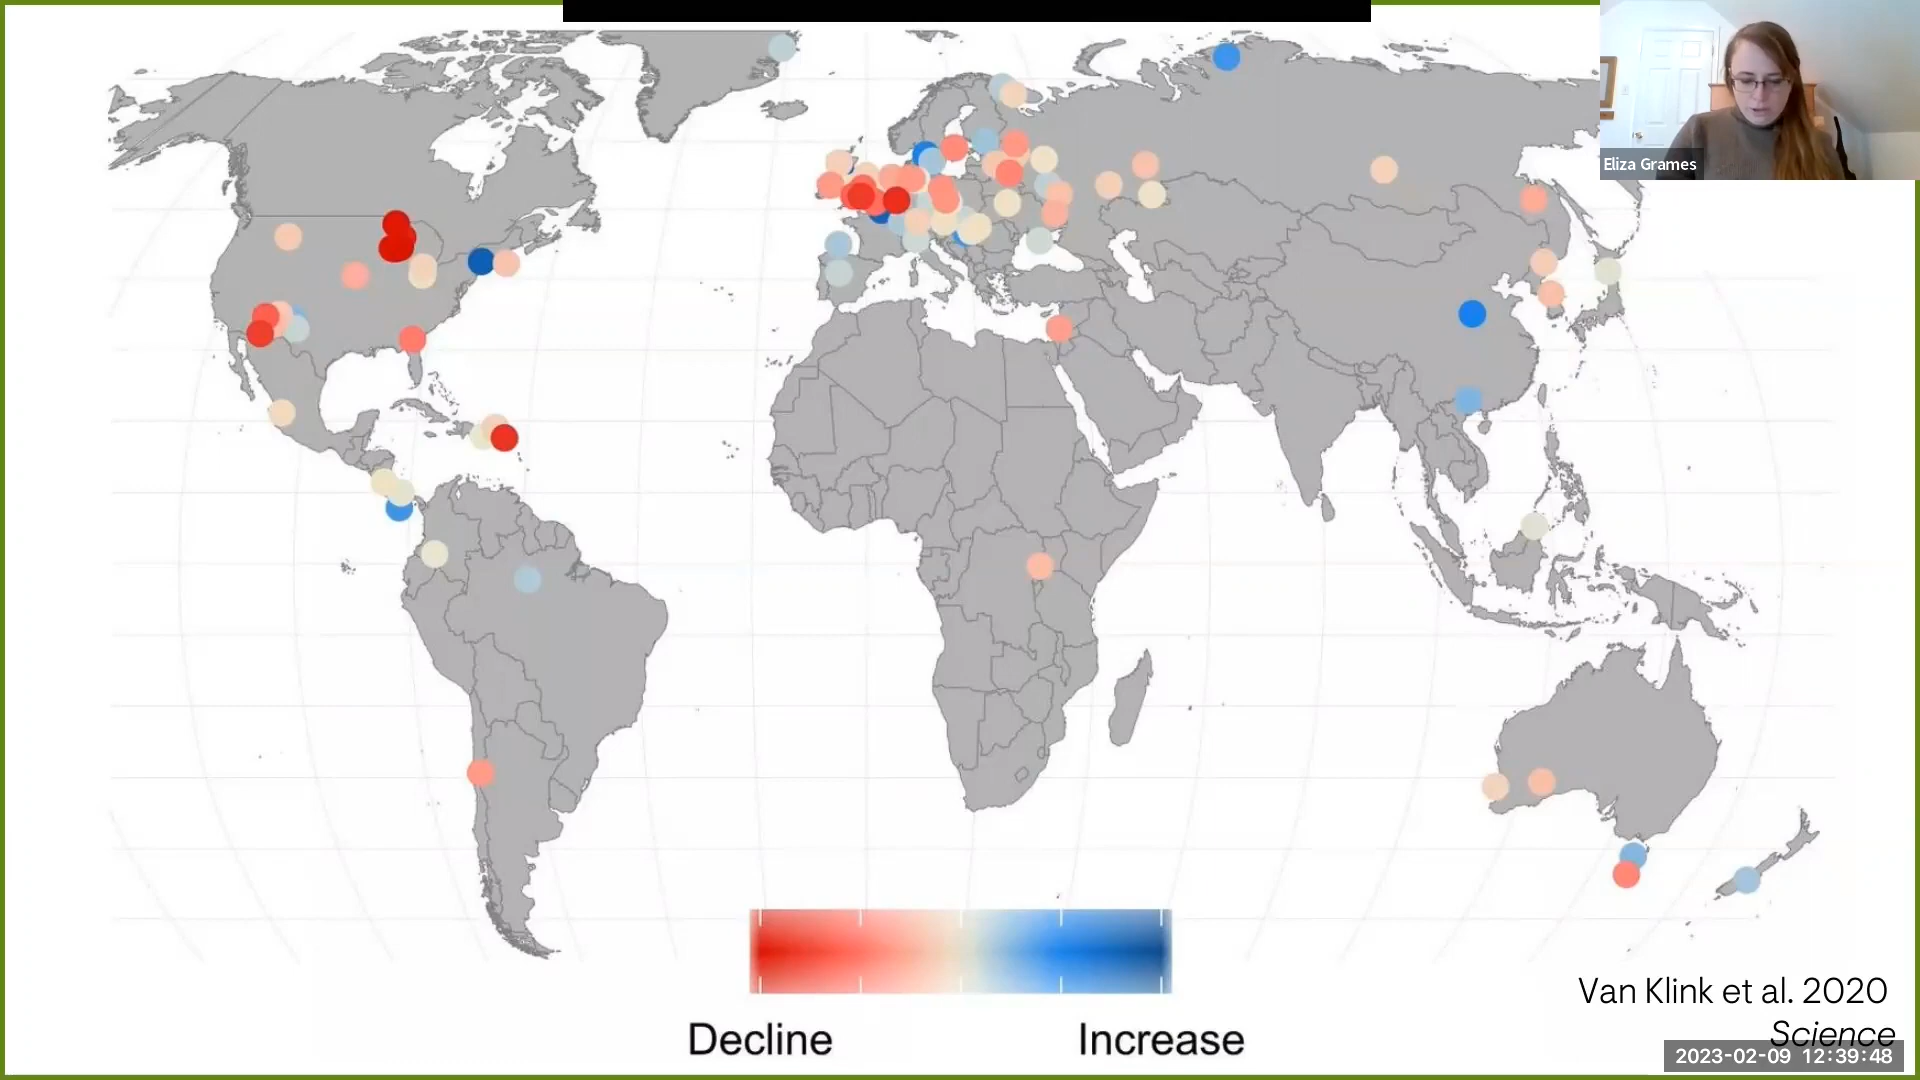 Eliza Grames
Decline
Increase
Van Klink et al. 2020
Science
2023-02-09 12:39:48